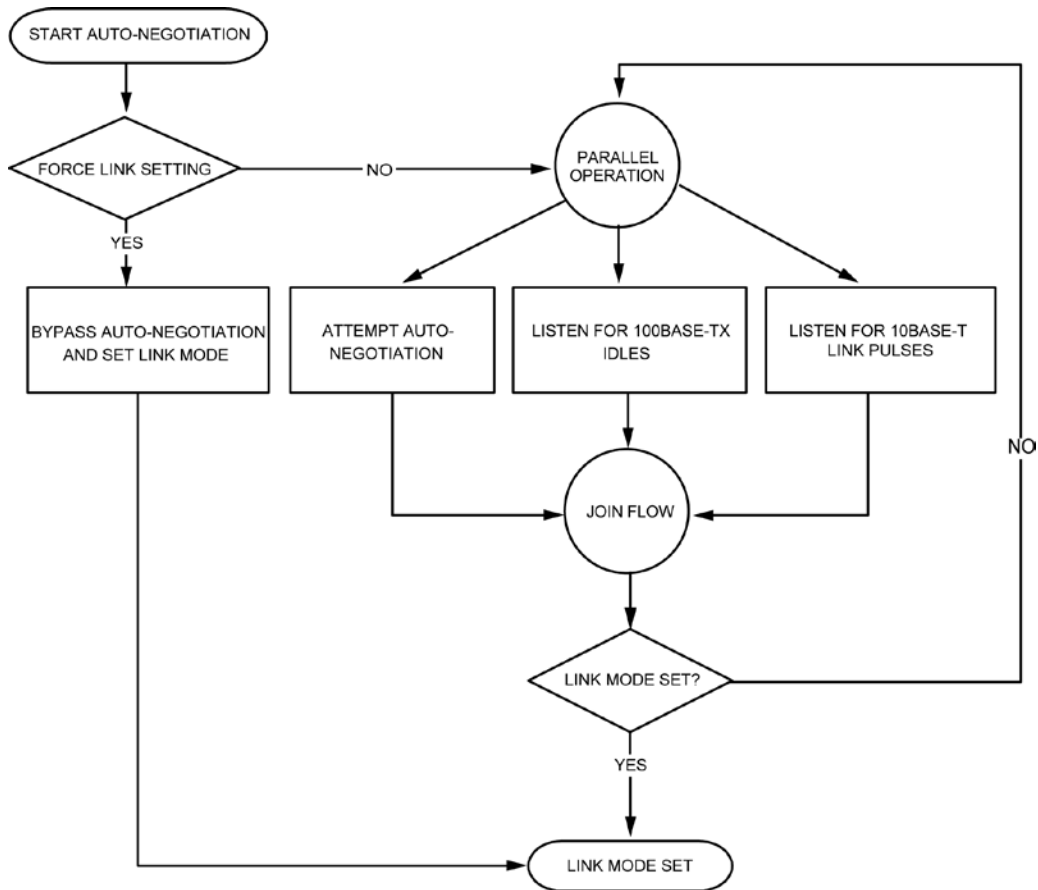 START AUTO-NEGOTIATION
FORCE LINK SETTING
NO
PARALLEL
OPERATION
YES
BYPASS AUTO-NEGOTIATION
AND SET LINK MODE
ATTEMPT AUTO-
NEGOTIATION
LISTEN FOR 100BASE-TX
IDLES
LISTEN FOR 10BASE-T
LINK PULSES
NO
JOIN FLOW
LINK MODE SET?
YES
LINK MODE SET